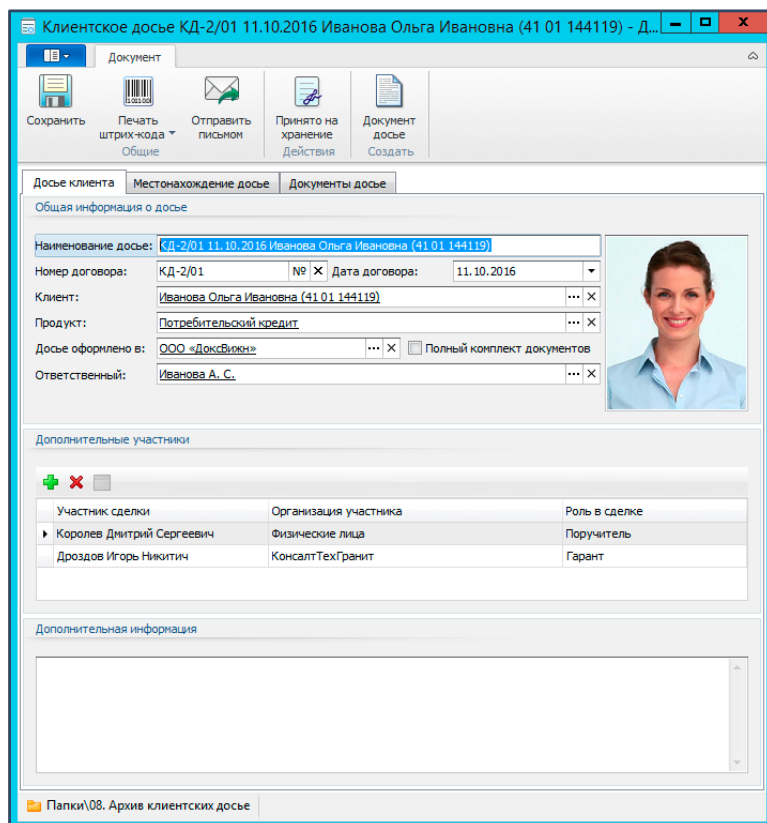 Клиентское досье КД-2/01 11.10.2016 Иванова Ольга Ивановна (41 01 144119) - Д...
Документ
Сохранить
Печать
штрих-кода
Отправить
письмом
Принято на
хранение
Документ
досье
Общие
Действия
Создать
Досье клиента
Местонахождение досье
Документы досье
Общая информация о досье
Наименование досье: КД-2/01 11.10.2016 Иванова Ольга Ивановна (41 01 144119)
Номер договора: КД-2/01 № Дата договора: 11.10.2016
Клиент: Иванова Ольга Ивановна (41 01 144119)
Продукт: Потребительский кредит
Досье оформлено в: ООО «ДоксВижн» Полный комплект документов
Ответственный: Иванова А. С.
Дополнительные участники
Участник сделки Организация участника Роль в сделке
Королев Дмитрий Сергеевич Физические лица Поручитель
Дроздов Игорь Никитич КонсалтТехГранит Гарант
Дополнительная информация
Папки\08. Архив клиентских досье